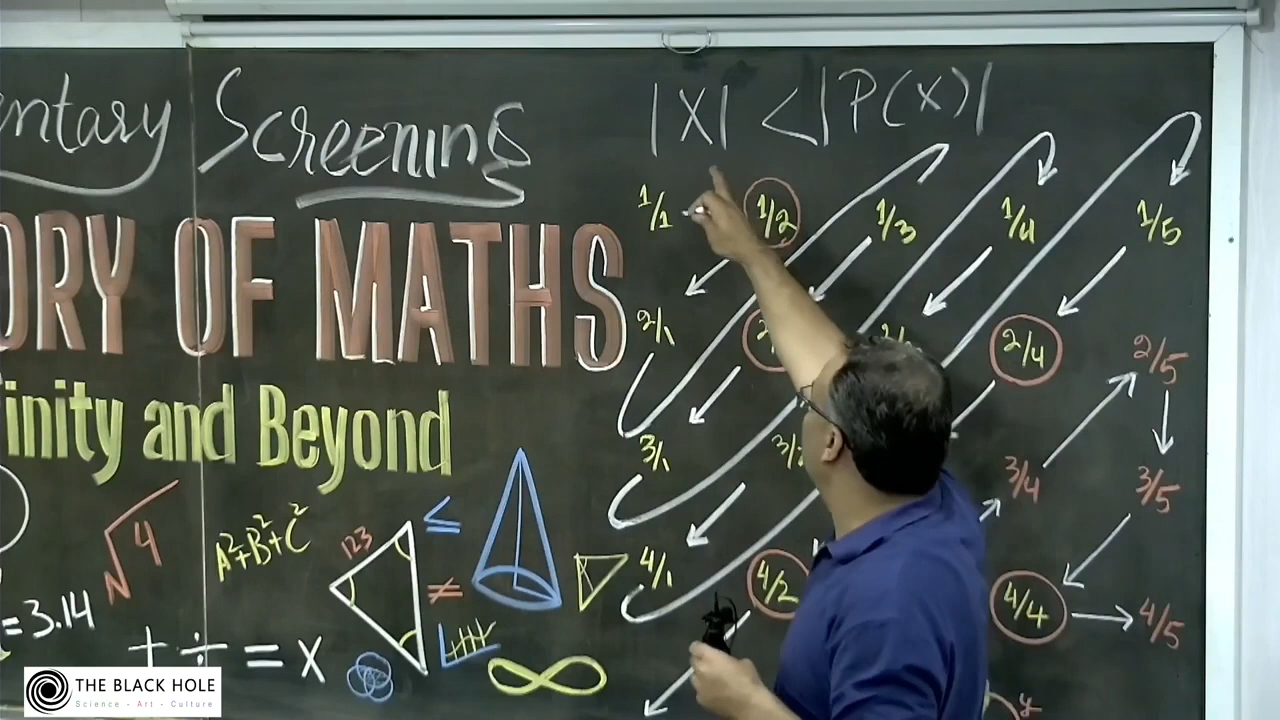 ntary Screening
|X| < |P(X)|
1/1 1/2 1/3 1/4 1/5
ORY OF MATHS
2/1 2/4 2/5
inity and Beyond
3/1 3/4 3/5
√4
A²+B²+C²
123
≤
≠
4/1 4/2 4/4 4/5
= 3.14
+ ÷ = x
∞
THE BLACK HOLE
Science - Art - Culture